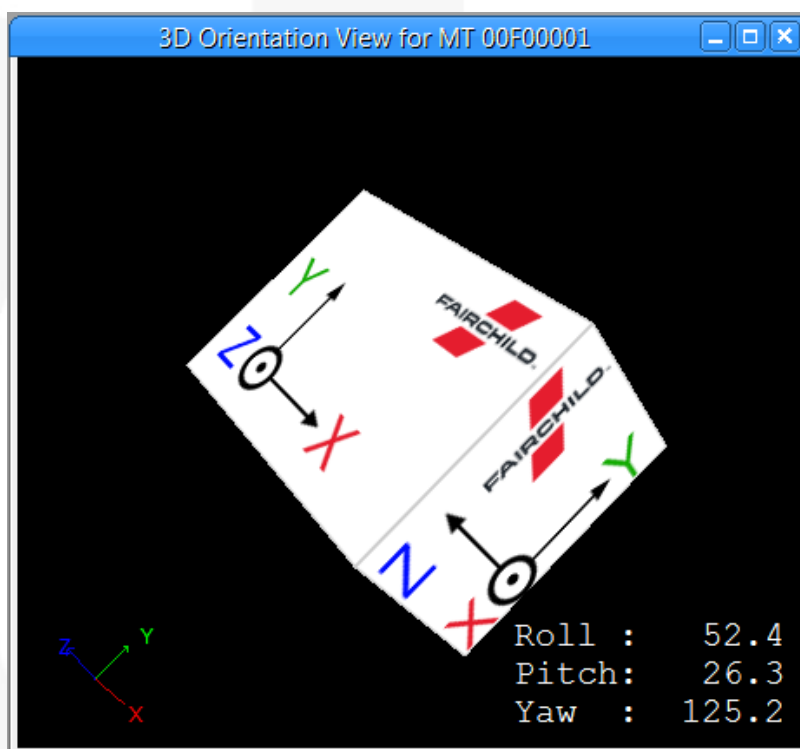 3D Orientation View for MT 00F00001
Y
FAIRCHILD
Z
X
FAIRCHILD
Y
Z
X
Z
Y
X
Roll : 52.4
Pitch: 26.3
Yaw : 125.2